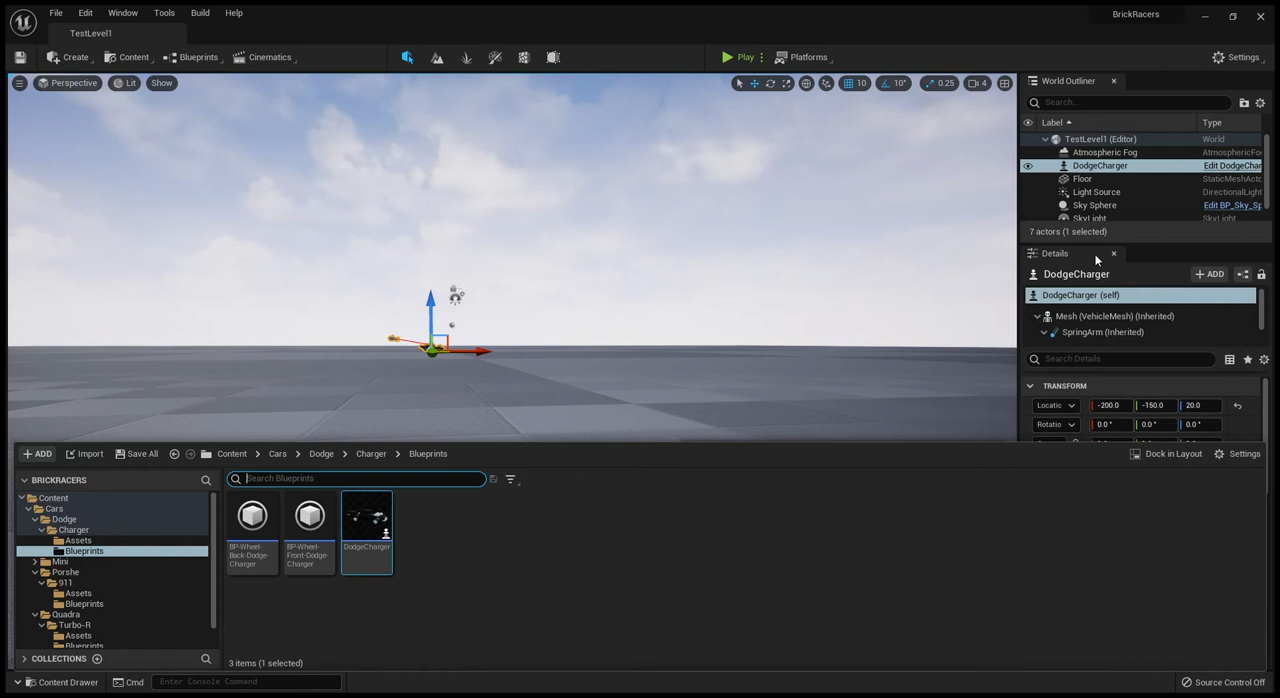 File Edit Window Tools Build Help
BrickRacers
TestLevel1
Create Content Blueprints Cinematics
Play Platforms
Settings
Perspective Lit Show
10 10° 0.25 4
World Outliner
Search...
Label Type
TestLevel1 (Editor) World
Atmospheric Fog AtmosphericFo
DodgeCharger Edit DodgeChar
Floor StaticMeshActo
Light Source DirectionalLight
Sky Sphere Edit BP_Sky_Sp
SkyLight SkyLight
7 actors (1 selected)
Details
DodgeCharger
+ ADD
DodgeCharger (self)
Mesh (VehicleMesh) (Inherited)
SpringArm (Inherited)
Search Details
TRANSFORM
Locatic -200.0 -150.0 20.0
Rotatio 0.0 ° 0.0 ° 0.0 °
+ ADD Import Save All Content > Cars > Dodge > Charger > Blueprints
Dock in Layout Settings
BRICKRACERS
Search Blueprints
Content
Cars
Dodge
Charger
Assets
Blueprints
Mini
Porshe
911
Assets
Blueprints
Quadra
Turbo-R
Assets
Blueprints
COLLECTIONS
BP-Wheel-
Back-Dodge-
Charger
BP-Wheel-
Front-Dodge-
Charger
DodgeCharger
3 items (1 selected)
Content Drawer Cmd Enter Console Command
Source Control Off